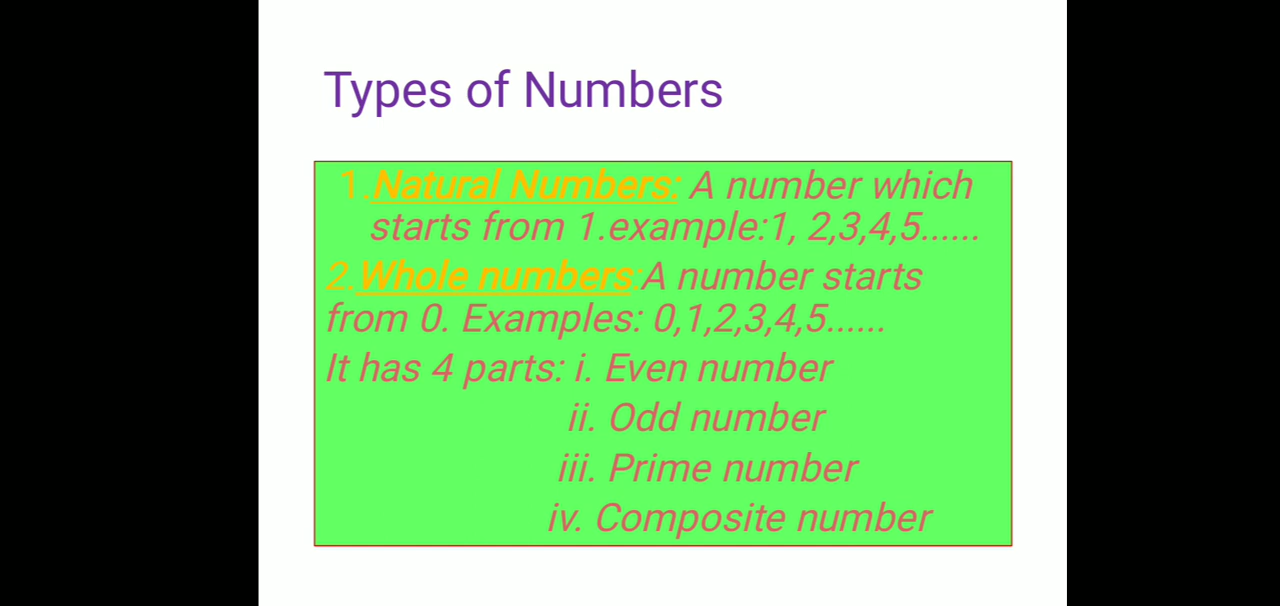 Types of Numbers
1.Natural Numbers: A number which
starts from 1.example:1, 2,3,4,5......
2.Whole numbers:A number starts
from 0. Examples: 0,1,2,3,4,5......
It has 4 parts: i. Even number
ii. Odd number
iii. Prime number
iv. Composite number